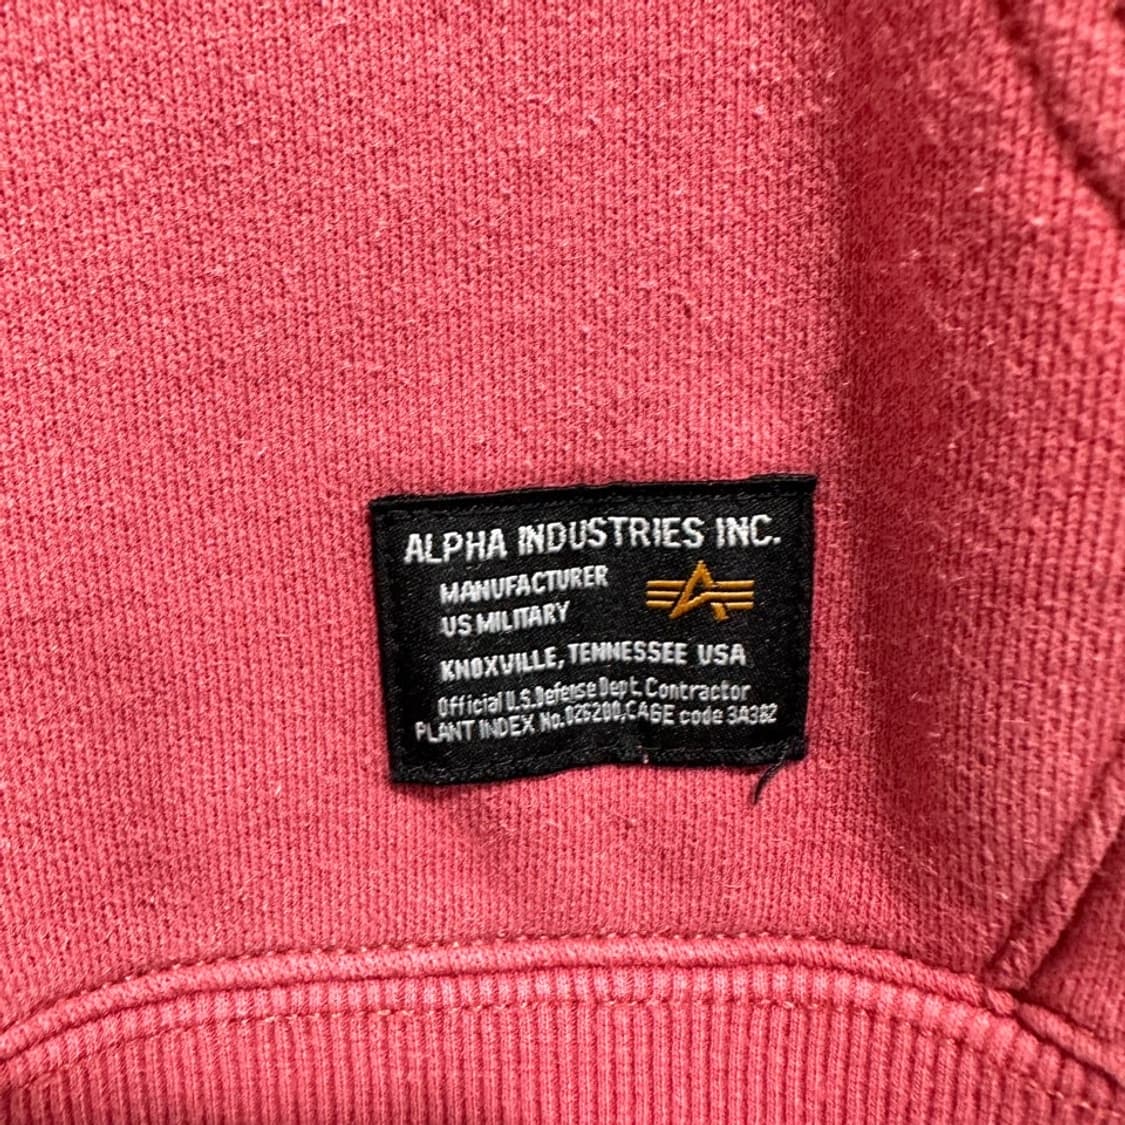 ALPHA INDUSTRIES INC.
MANUFACTURER
US MILITARY
KNOXVILLE, TENNESSEE USA
Official U.S.Defense Dept. Contractor
PLANT INDEX No.026200,CAGE code 3A362